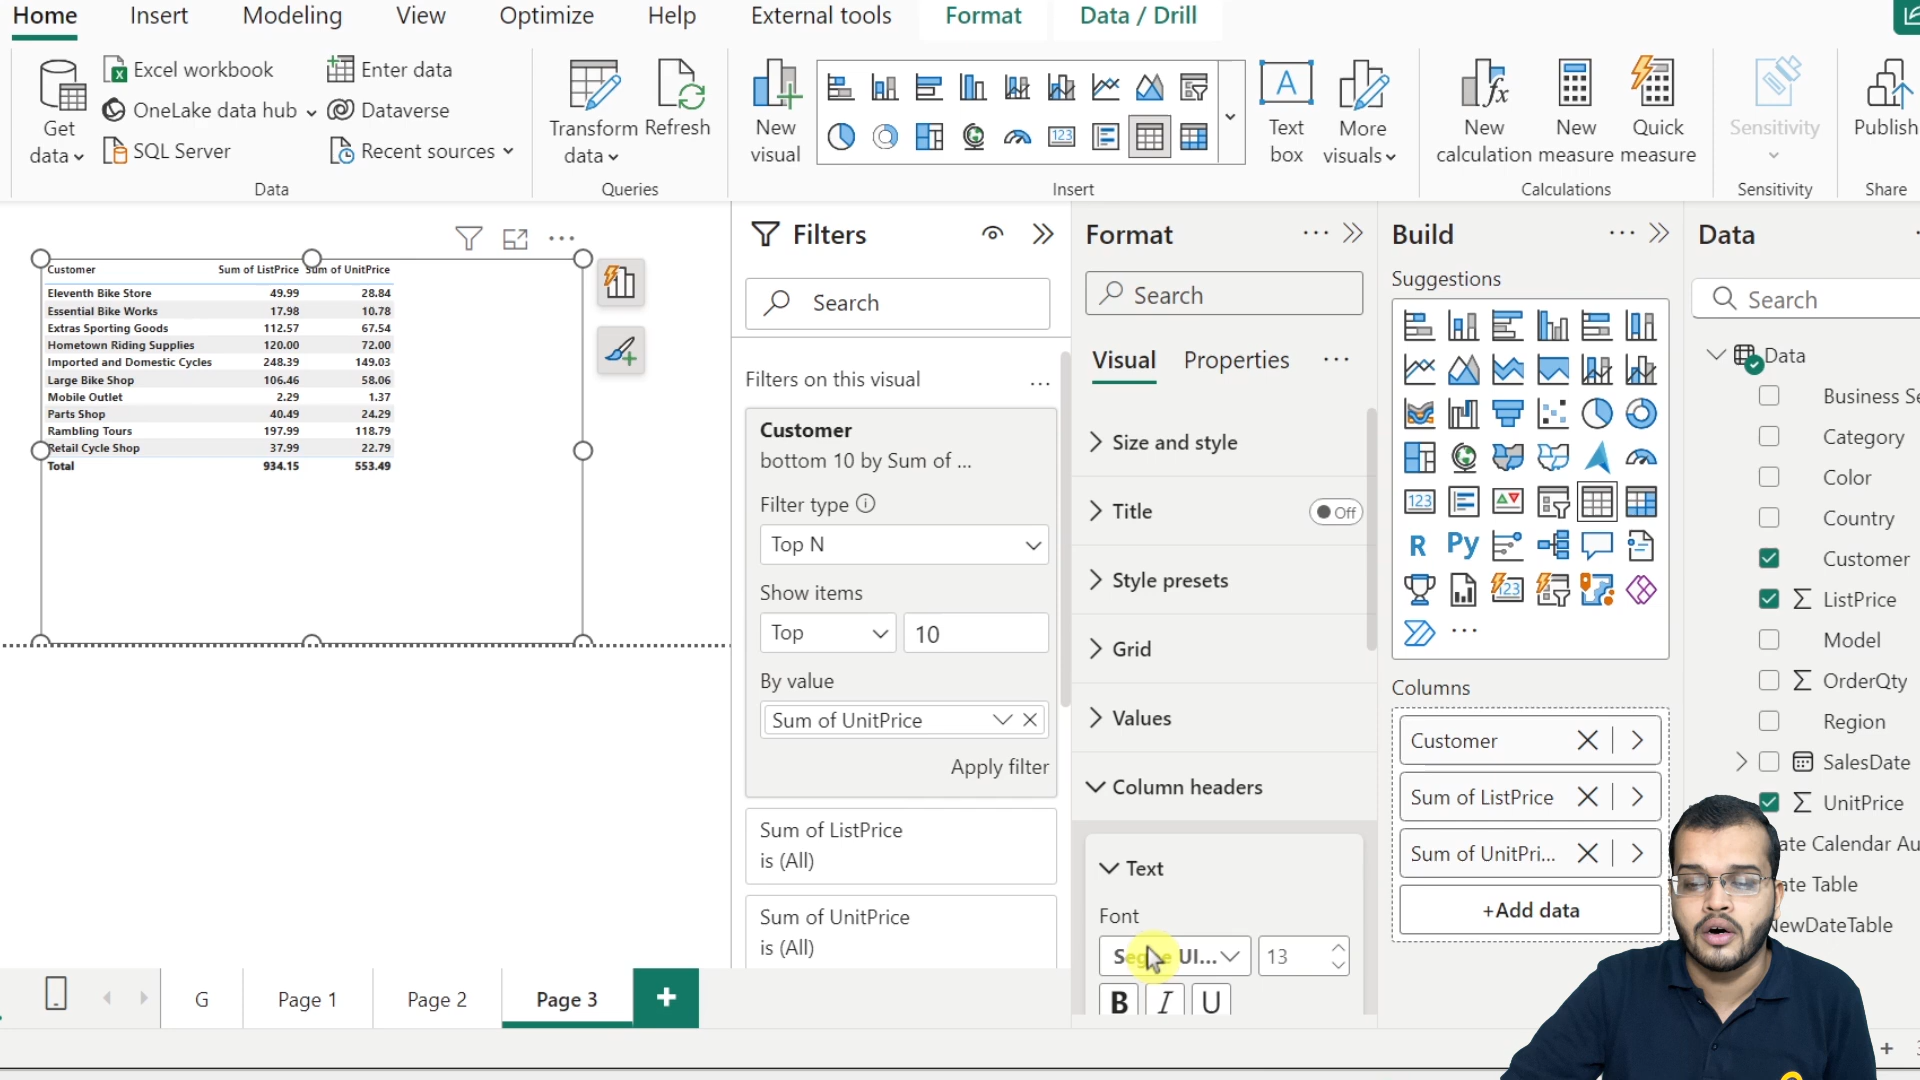 Home Insert Modeling View Optimize Help External tools Format Data / Drill
Get data
Excel workbook
OneLake data hub
SQL Server
Enter data
Dataverse
Recent sources
Data
Transform data
Refresh
Queries
New visual
Text box
More visuals
Insert
New calculation
New measure
Quick measure
Calculations
Sensitivity
Sensitivity
Publish
Share
Customer Sum of ListPrice Sum of UnitPrice
Eleventh Bike Store 49.99 28.84
Essential Bike Works 17.98 10.78
Extras Sporting Goods 112.57 67.54
Hometown Riding Supplies 120.00 72.00
Imported and Domestic Cycles 248.39 149.03
Large Bike Shop 106.46 58.06
Mobile Outlet 2.29 1.37
Parts Shop 40.49 24.29
Rambling Tours 197.99 118.79
Retail Cycle Shop 37.99 22.79
Total 934.15 553.49
Filters
Search
Filters on this visual ...
Customer
bottom 10 by Sum of ...
Filter type
Top N
Show items
Top 10
By value
Sum of UnitPrice
Apply filter
Sum of ListPrice
is (All)
Sum of UnitPrice
is (All)
Format
Search
Visual Properties
Size and style
Title Off
Style presets
Grid
Values
Column headers
Text
Font
UI... 13
B I U
Build
Suggestions
123
R Py
123
Columns
Customer
Sum of ListPrice
Sum of UnitPri...
+Add data
Data
Search
Data
Business Se
Category
Color
Country
Customer
ListPrice
Model
OrderQty
Region
SalesDate
UnitPrice
ate Calendar Au
ate Table
NewDateTable
G Page 1 Page 2 Page 3 +